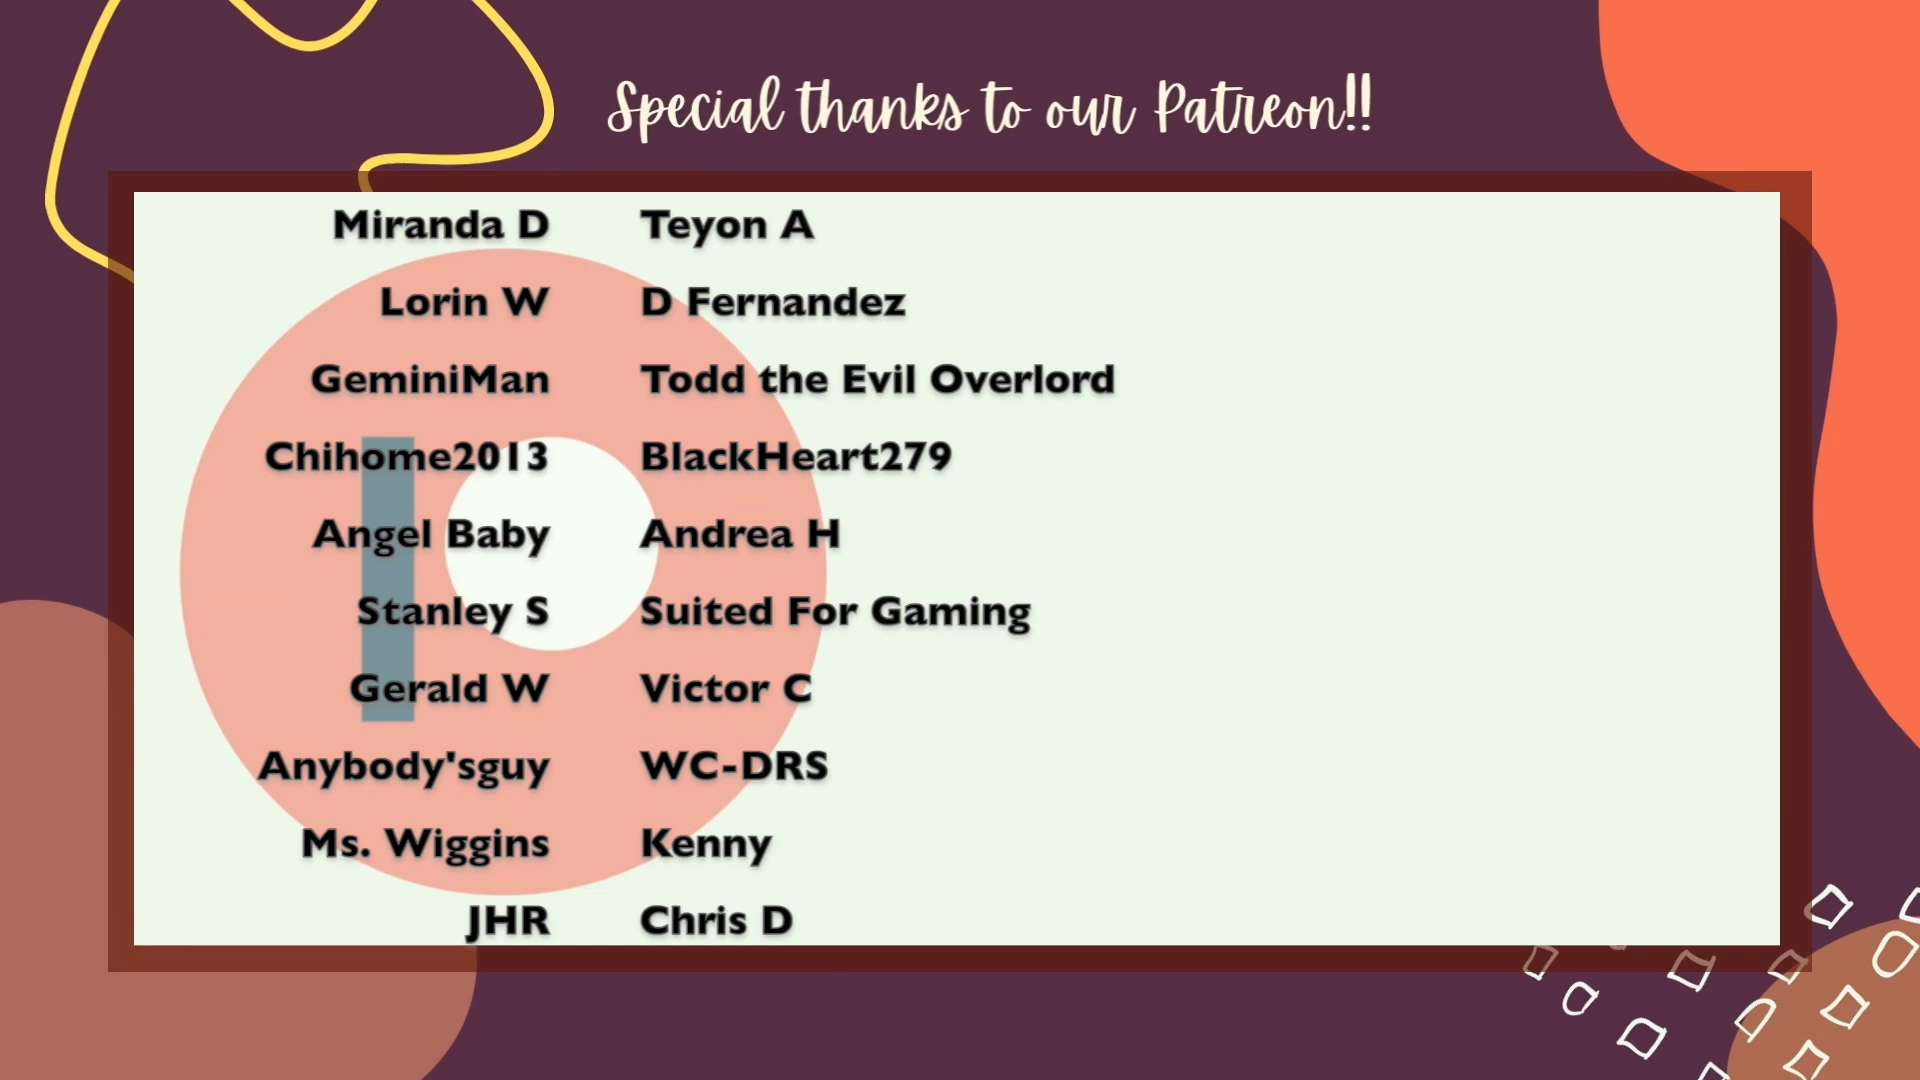 Special thanks to our Patreon!!
Miranda D Teyon A
Lorin W D Fernandez
GeminiMan Todd the Evil Overlord
Chihome2013 BlackHeart279
Angel Baby Andrea H
Stanley S Suited For Gaming
Gerald W Victor C
Anybody'sguy WC-DRS
Ms. Wiggins Kenny
JHR Chris D